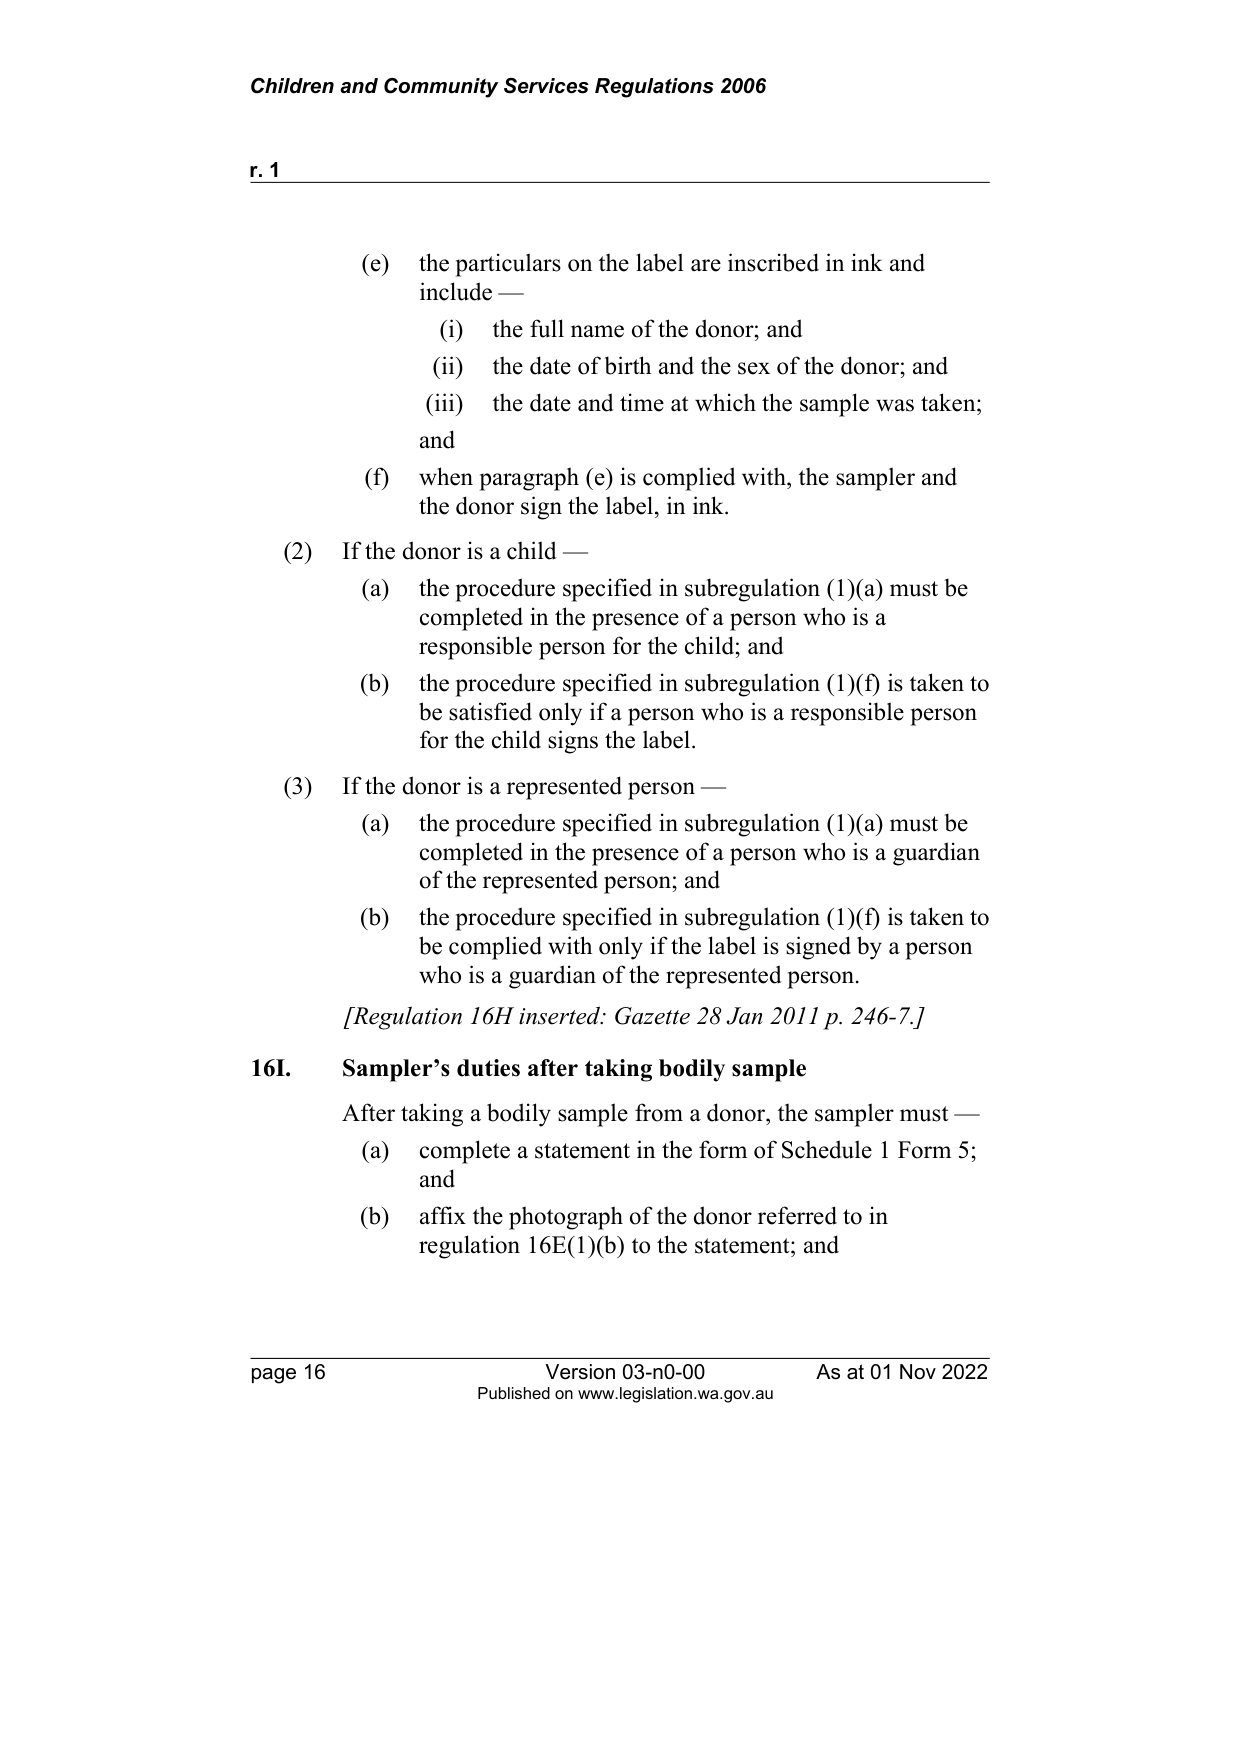 Children and Community Services Regulations 2006
r. 1
(e) the particulars on the label are inscribed in ink and
include —
(i) the full name of the donor; and
(ii) the date of birth and the sex of the donor; and
(iii) the date and time at which the sample was taken;
and
(f) when paragraph (e) is complied with, the sampler and
the donor sign the label, in ink.
(2) If the donor is a child —
(a) the procedure specified in subregulation (1)(a) must be
completed in the presence of a person who is a
responsible person for the child; and
(b) the procedure specified in subregulation (1)(f) is taken to
be satisfied only if a person who is a responsible person
for the child signs the label.
(3) If the donor is a represented person —
(a) the procedure specified in subregulation (1)(a) must be
completed in the presence of a person who is a guardian
of the represented person; and
(b) the procedure specified in subregulation (1)(f) is taken to
be complied with only if the label is signed by a person
who is a guardian of the represented person.
[Regulation 16H inserted: Gazette 28 Jan 2011 p. 246-7.]
16I. Sampler’s duties after taking bodily sample
After taking a bodily sample from a donor, the sampler must —
(a) complete a statement in the form of Schedule 1 Form 5;
and
(b) affix the photograph of the donor referred to in
regulation 16E(1)(b) to the statement; and
page 16 Version 03-n0-00 As at 01 Nov 2022
Published on www.legislation.wa.gov.au